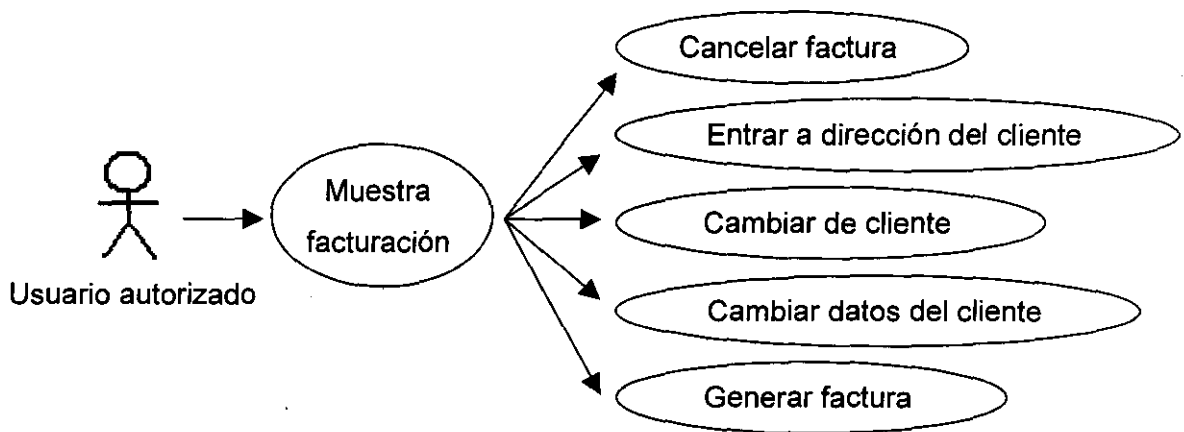 Cancelar factura
Entrar a dirección del cliente
Muestra
facturación
Cambiar de cliente
Usuario autorizado
Cambiar datos del cliente
Generar factura